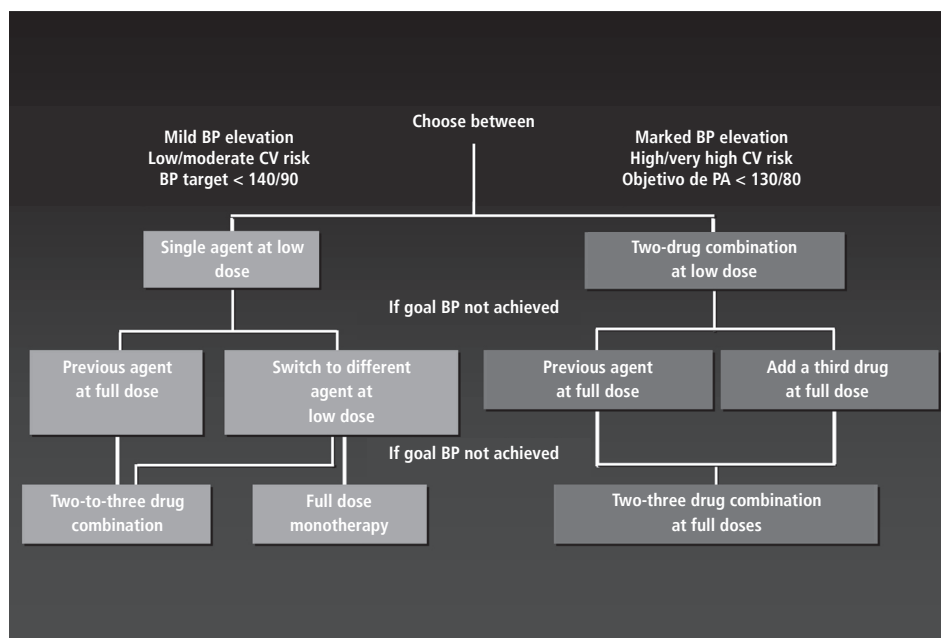 Choose between
Mild BP elevation
Low/moderate CV risk
BP target < 140/90
Marked BP elevation
High/very high CV risk
Objetivo de PA < 130/80
Single agent at low
dose
Two-drug combination
at low dose
If goal BP not achieved
Previous agent
at full dose
Switch to different
agent at
low dose
Previous agent
at full dose
Add a third drug
at full dose
If goal BP not achieved
Two-to-three drug
combination
Full dose
monotherapy
Two-three drug combination
at full doses